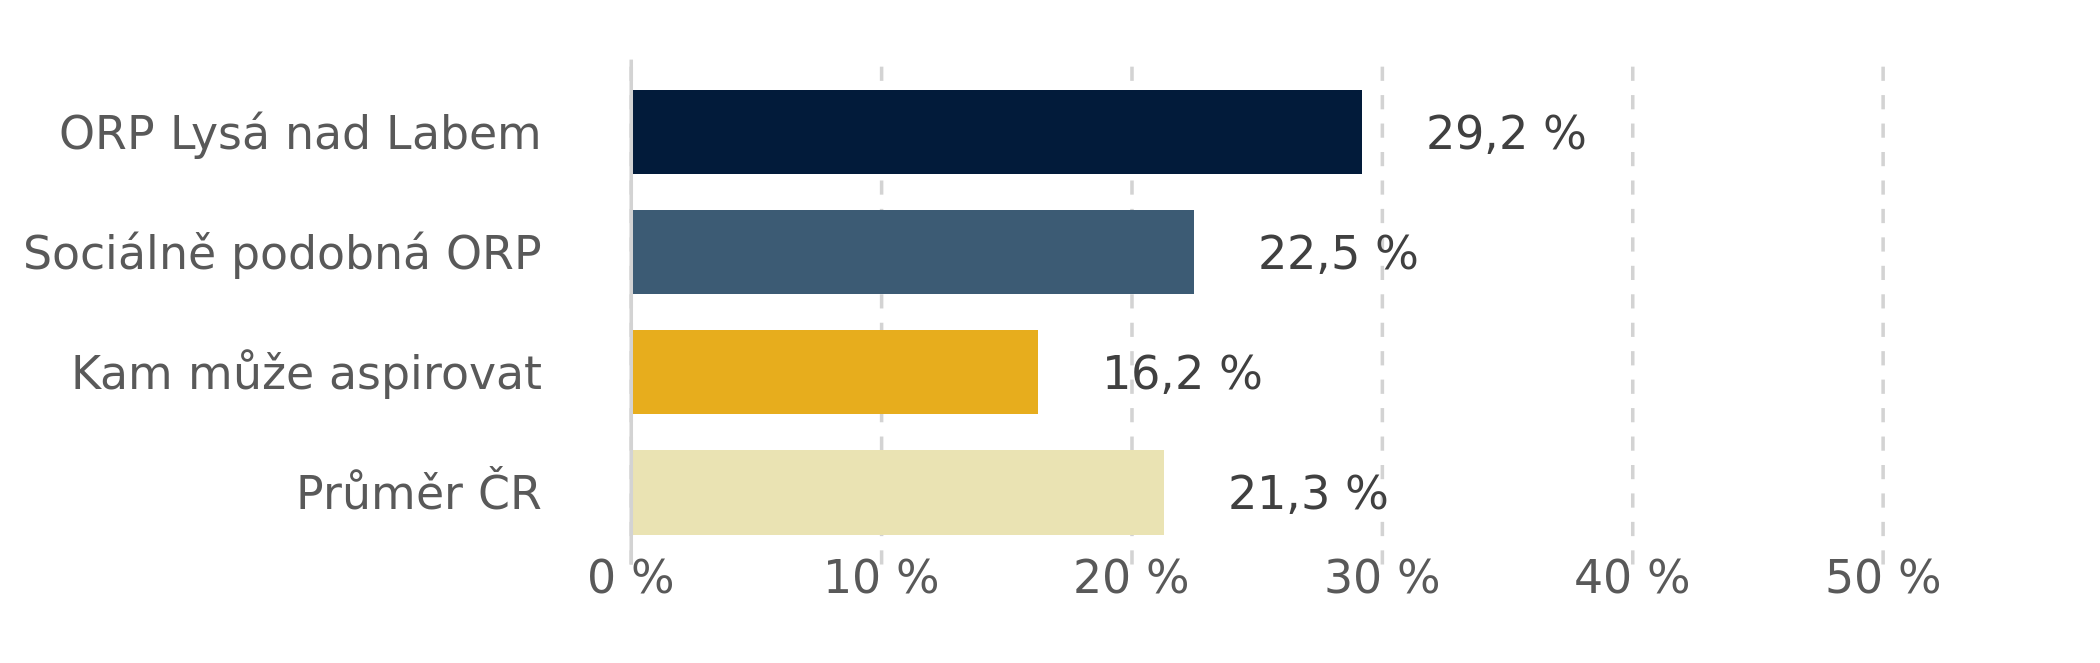 ORP Lysá nad Labem 29,2 %
Sociálně podobná ORP 22,5 %
Kam může aspirovat 16,2 %
Průměr ČR 21,3 %
0 % 10 % 20 % 30 % 40 % 50 %